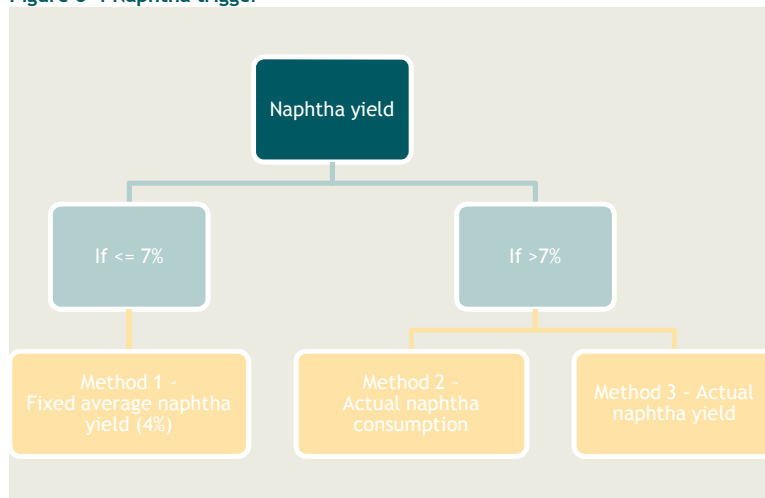 Naphtha yield
If <= 7%
If >7%
Method 1 -
Fixed average naphtha
yield (4%)
Method 2 -
Actual naphtha
consumption
Method 3 - Actual
naphtha yield